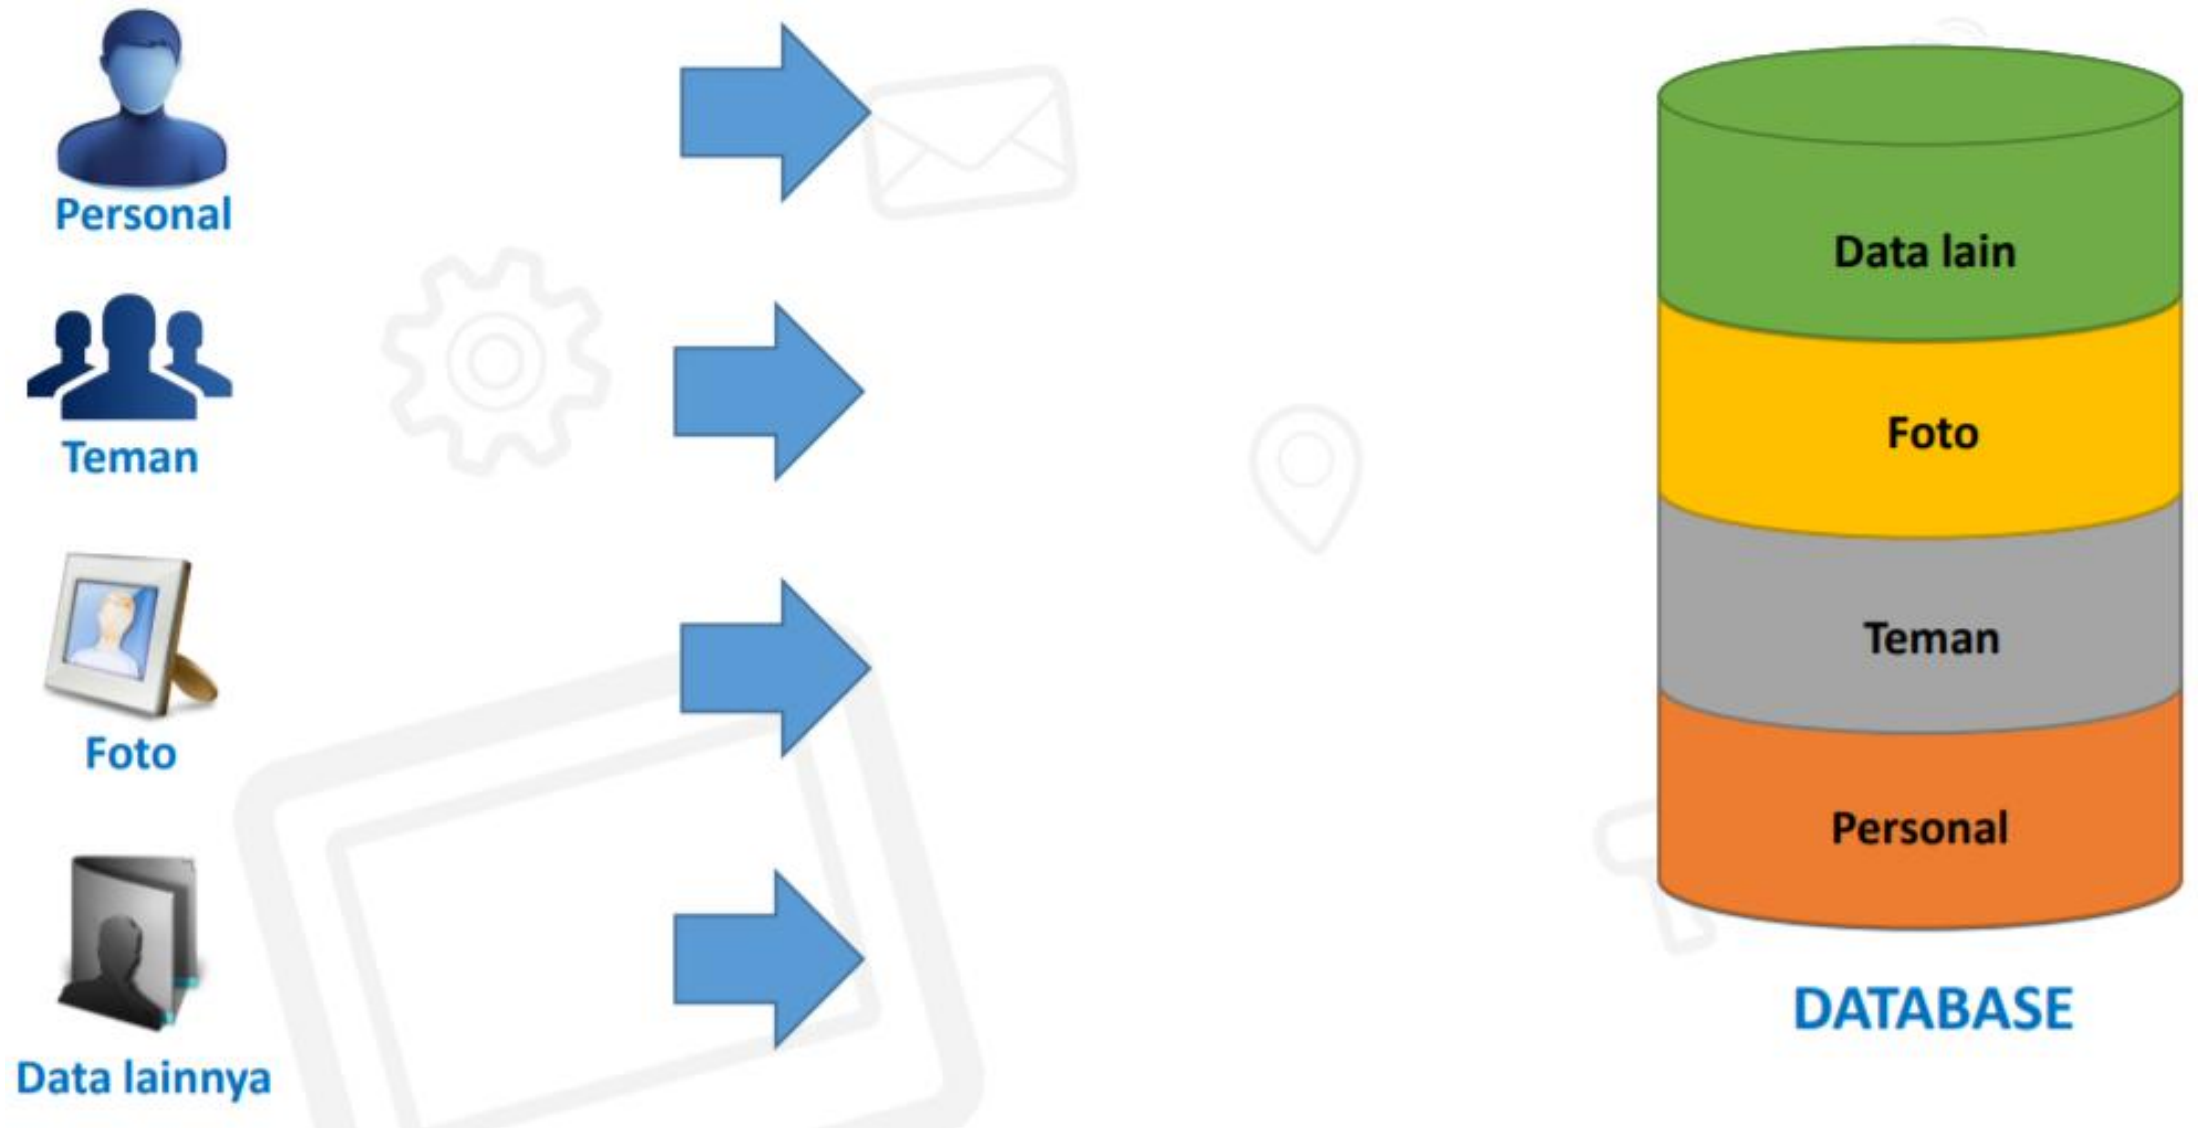 Personal
Teman
Foto
Data lainnya
Data lain
Foto
Teman
Personal
DATABASE